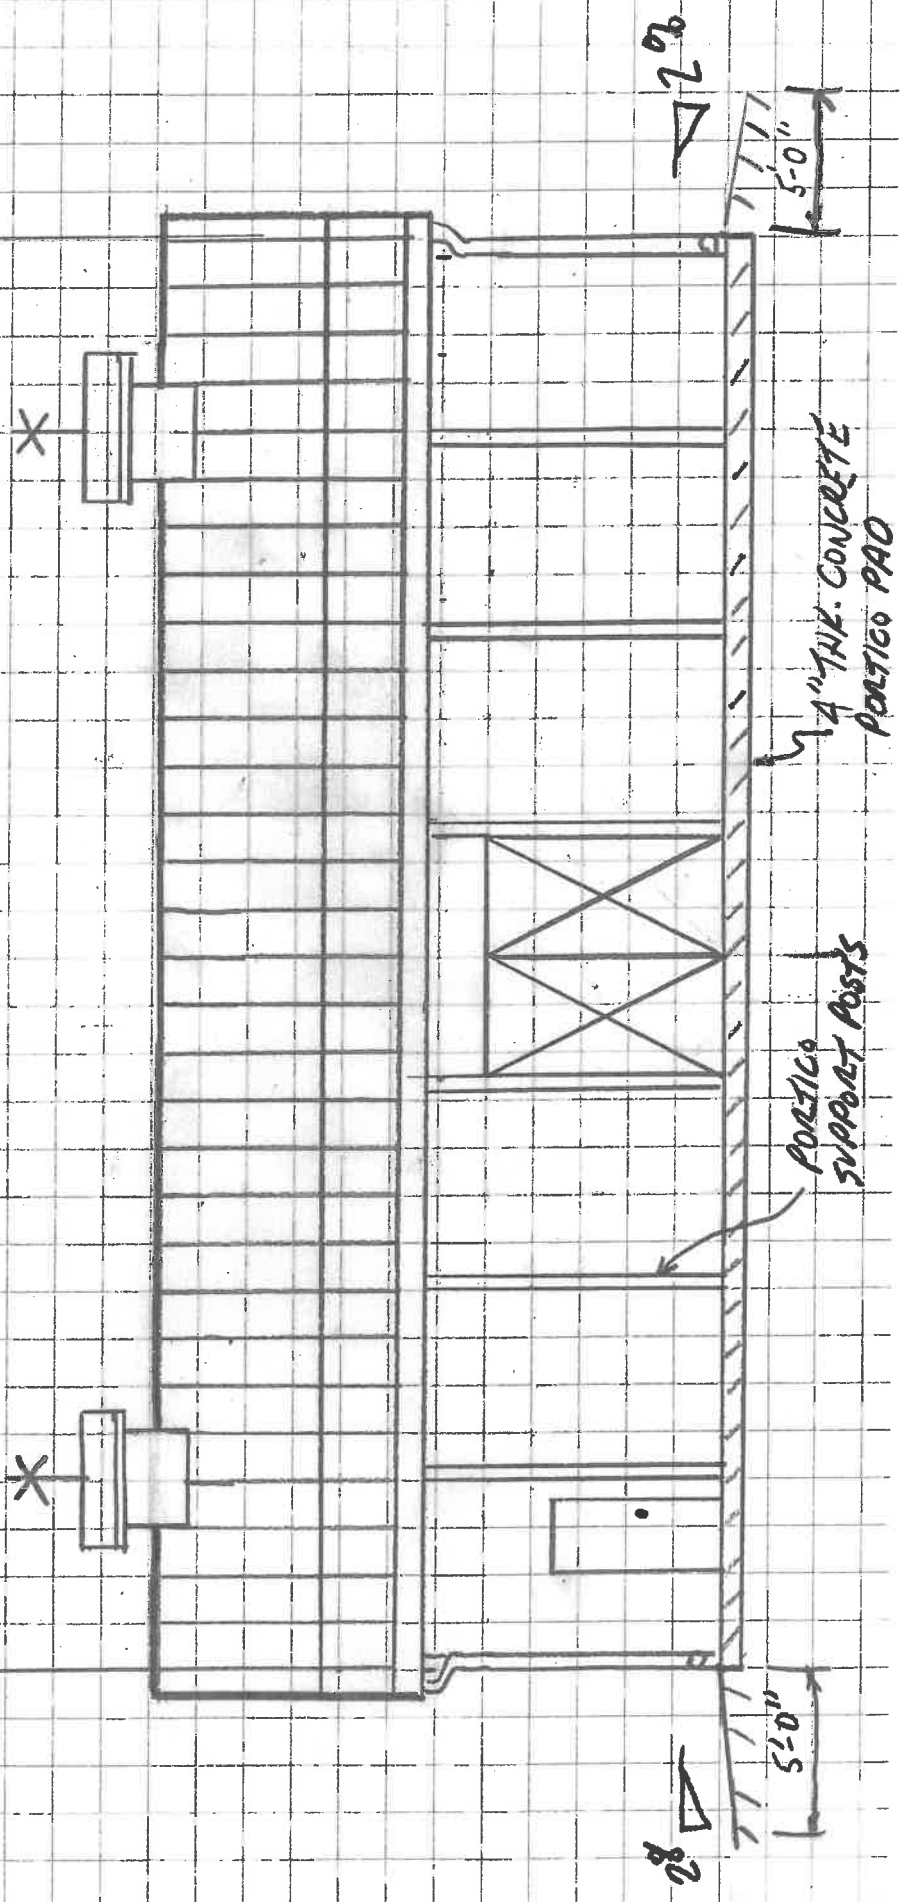 2%
5'-0"
4" THK. CONCRETE
PORTICO PAD
PORTICO
SUPPORT POSTS
2%
5'-0"